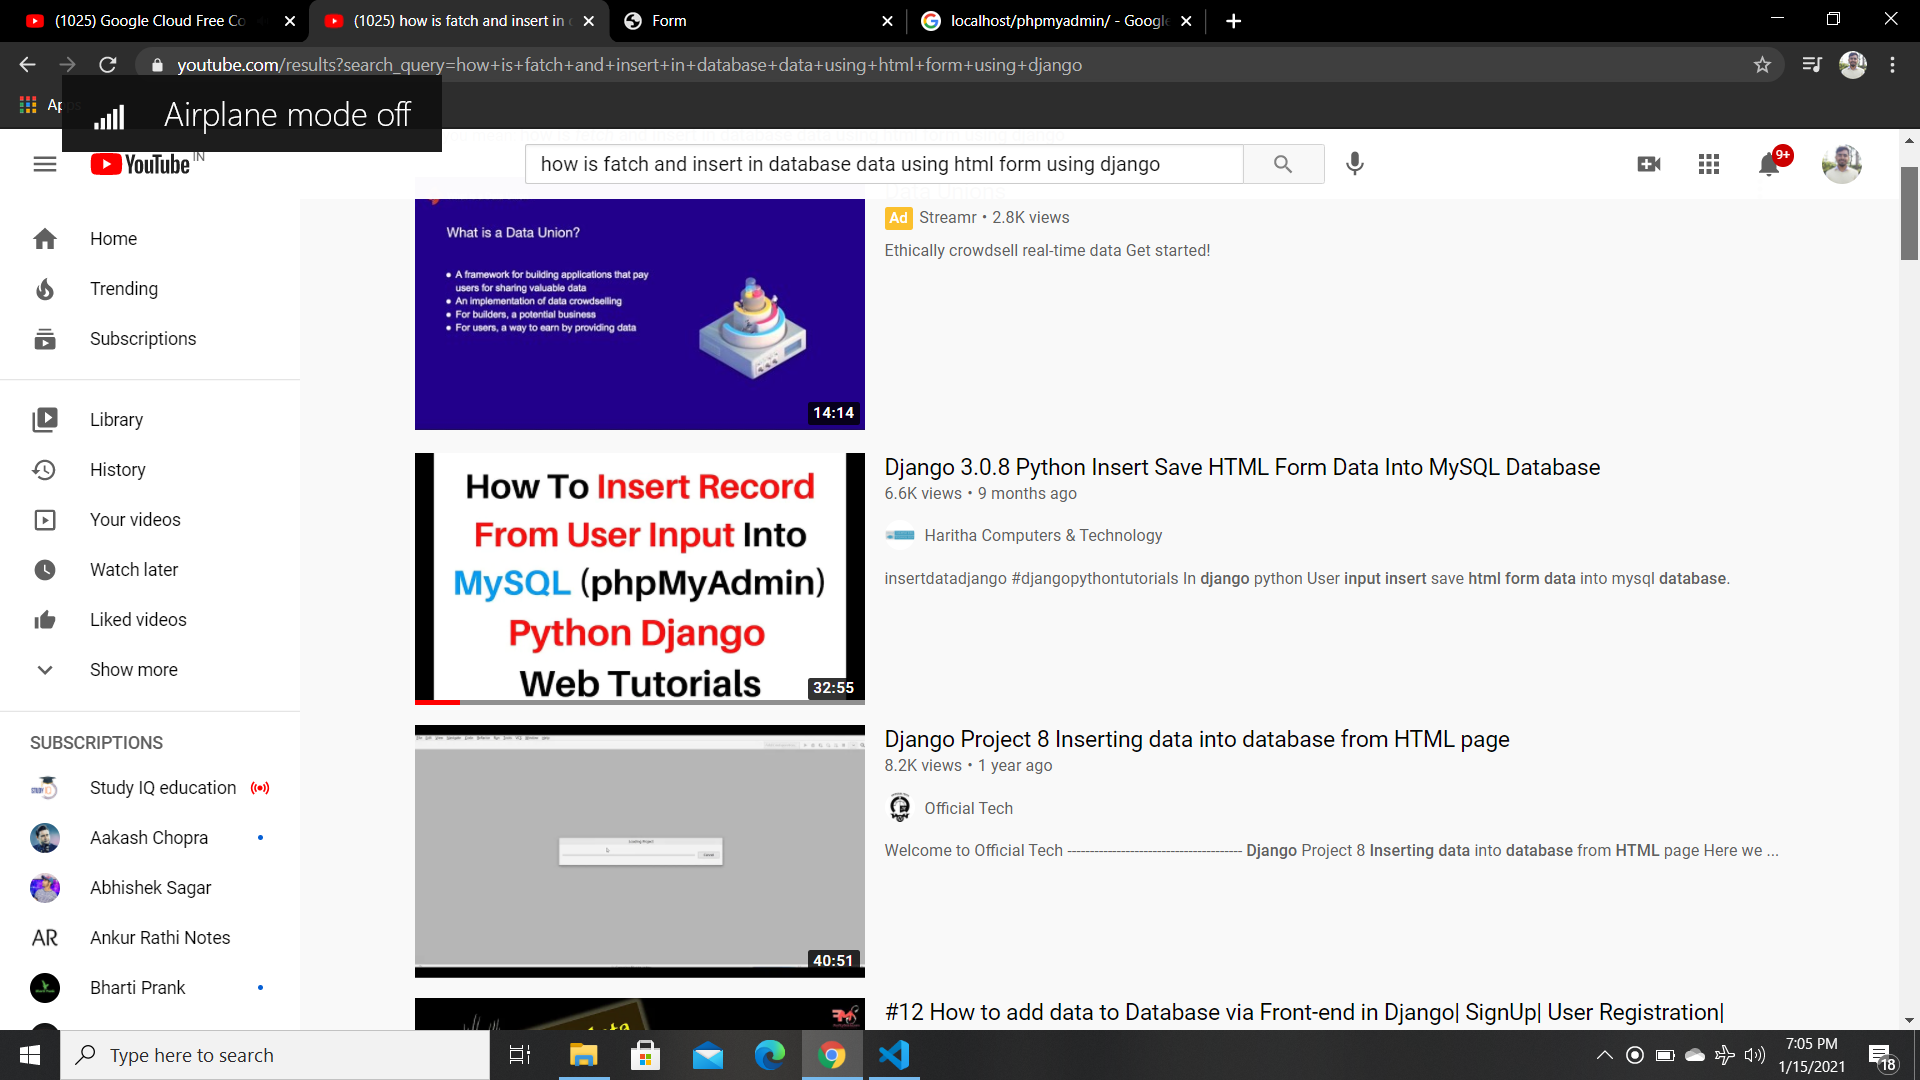 (1025) Google Cloud Free Co
(1025) how is fatch and insert in
Form
localhost/phpmyadmin/ - Google
youtube.com/results?search_query=how+is+fatch+and+insert+in+database+data+using+html+form+using+django
Airplane mode off
YouTube IN
how is fatch and insert in database data using html form using django
9+
Data Unions
Home
Trending
Subscriptions
Library
History
Your videos
Watch later
Liked videos
Show more
SUBSCRIPTIONS
Study IQ education
Aakash Chopra
Abhishek Sagar
AR Ankur Rathi Notes
Bharti Prank
What is a Data Union?
• A framework for building applications that pay
users for sharing valuable data
• An implementation of data crowdselling
• For builders, a potential business
• For users, a way to earn by providing data
14:14
Ad Streamr • 2.8K views
Ethically crowdsell real-time data Get started!
How To Insert Record
From User Input Into
MySQL (phpMyAdmin)
Python Django
Web Tutorials
32:55
Django 3.0.8 Python Insert Save HTML Form Data Into MySQL Database
6.6K views • 9 months ago
Haritha Computers & Technology
insertdatadjango #djangopythontutorials In django python User input insert save html form data into mysql database.
40:51
Django Project 8 Inserting data into database from HTML page
8.2K views • 1 year ago
Official Tech
Welcome to Official Tech --------------------------------------- Django Project 8 Inserting data into database from HTML page Here we ...
#12 How to add data to Database via Front-end in Django| SignUp| User Registration|
Type here to search
7:05 PM
1/15/2021
18